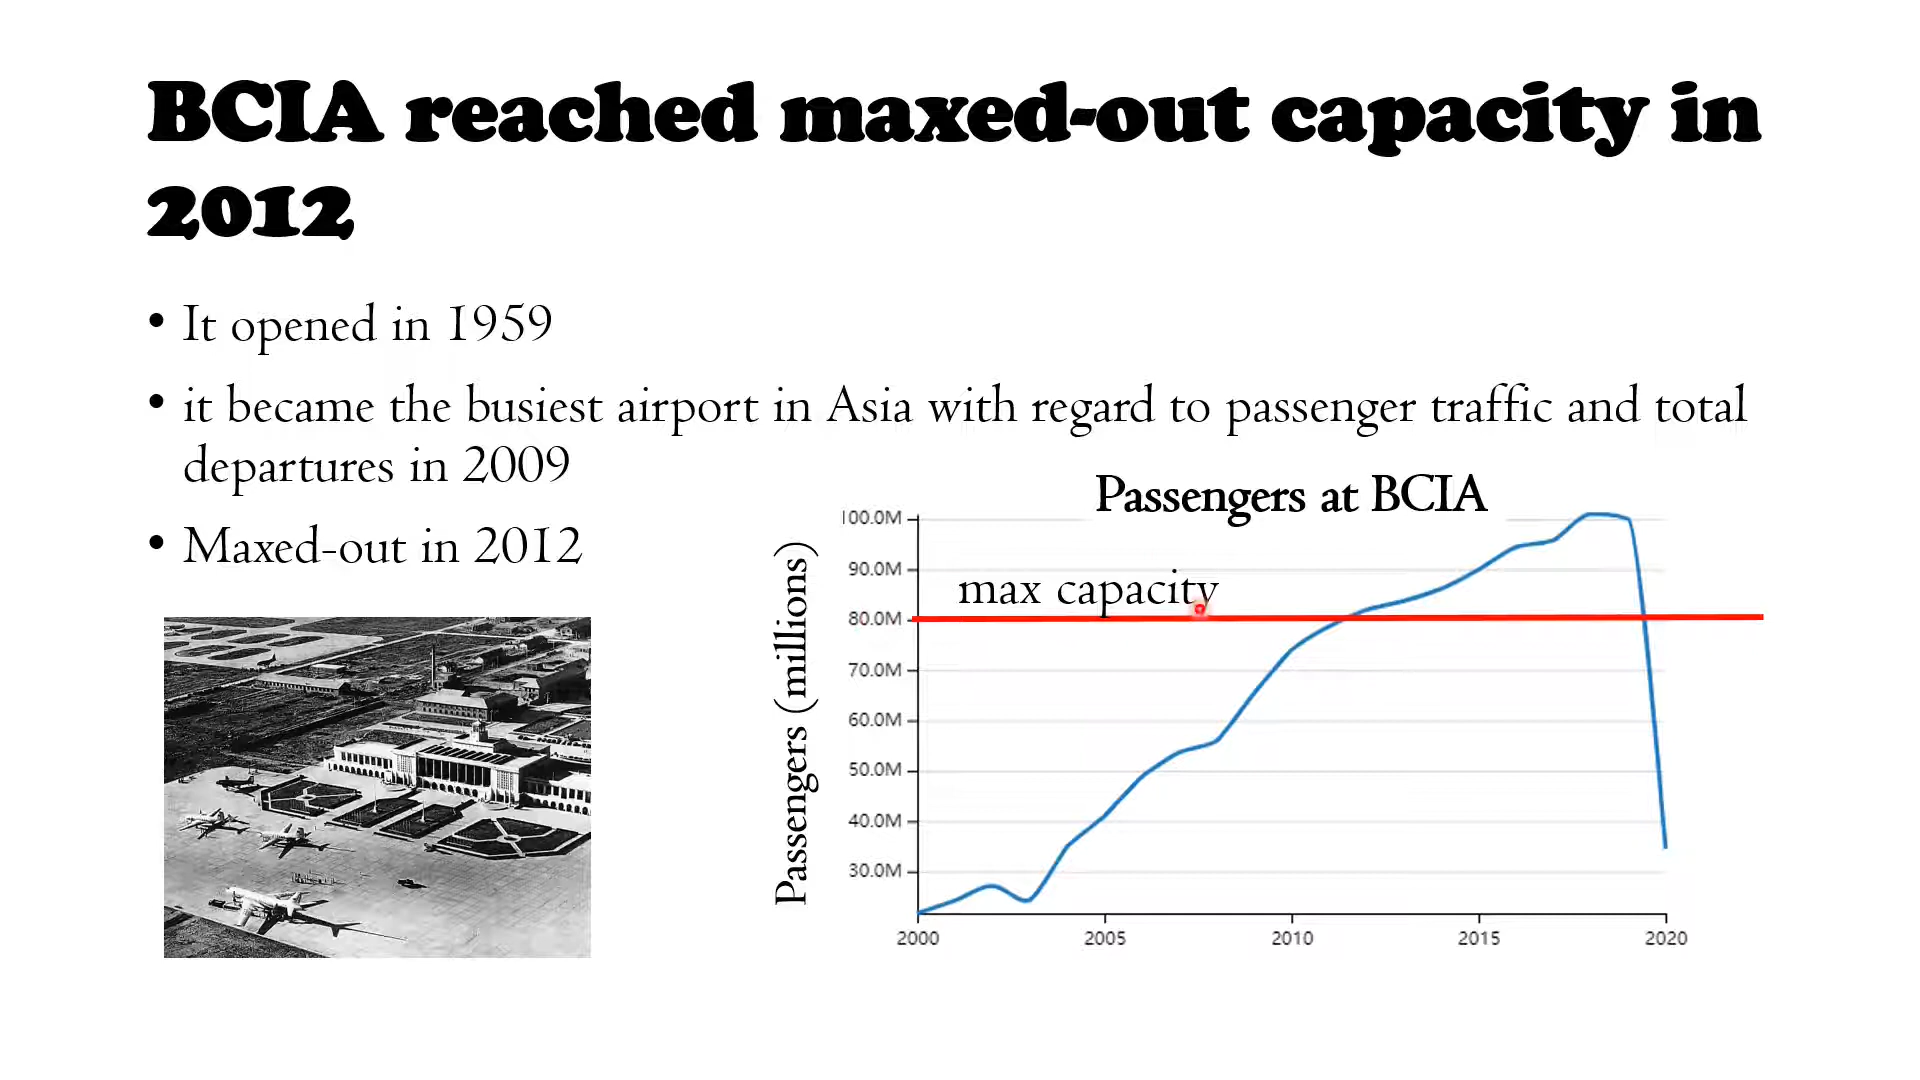 BCIA reached maxed-out capacity in
2012
• It opened in 1959
• it became the busiest airport in Asia with regard to passenger traffic and total
departures in 2009
• Maxed-out in 2012
Passengers at BCIA
Passengers (millions)
100.0M
90.0M
80.0M
70.0M
60.0M
50.0M
40.0M
30.0M
max capacity
2000 2005 2010 2015 2020